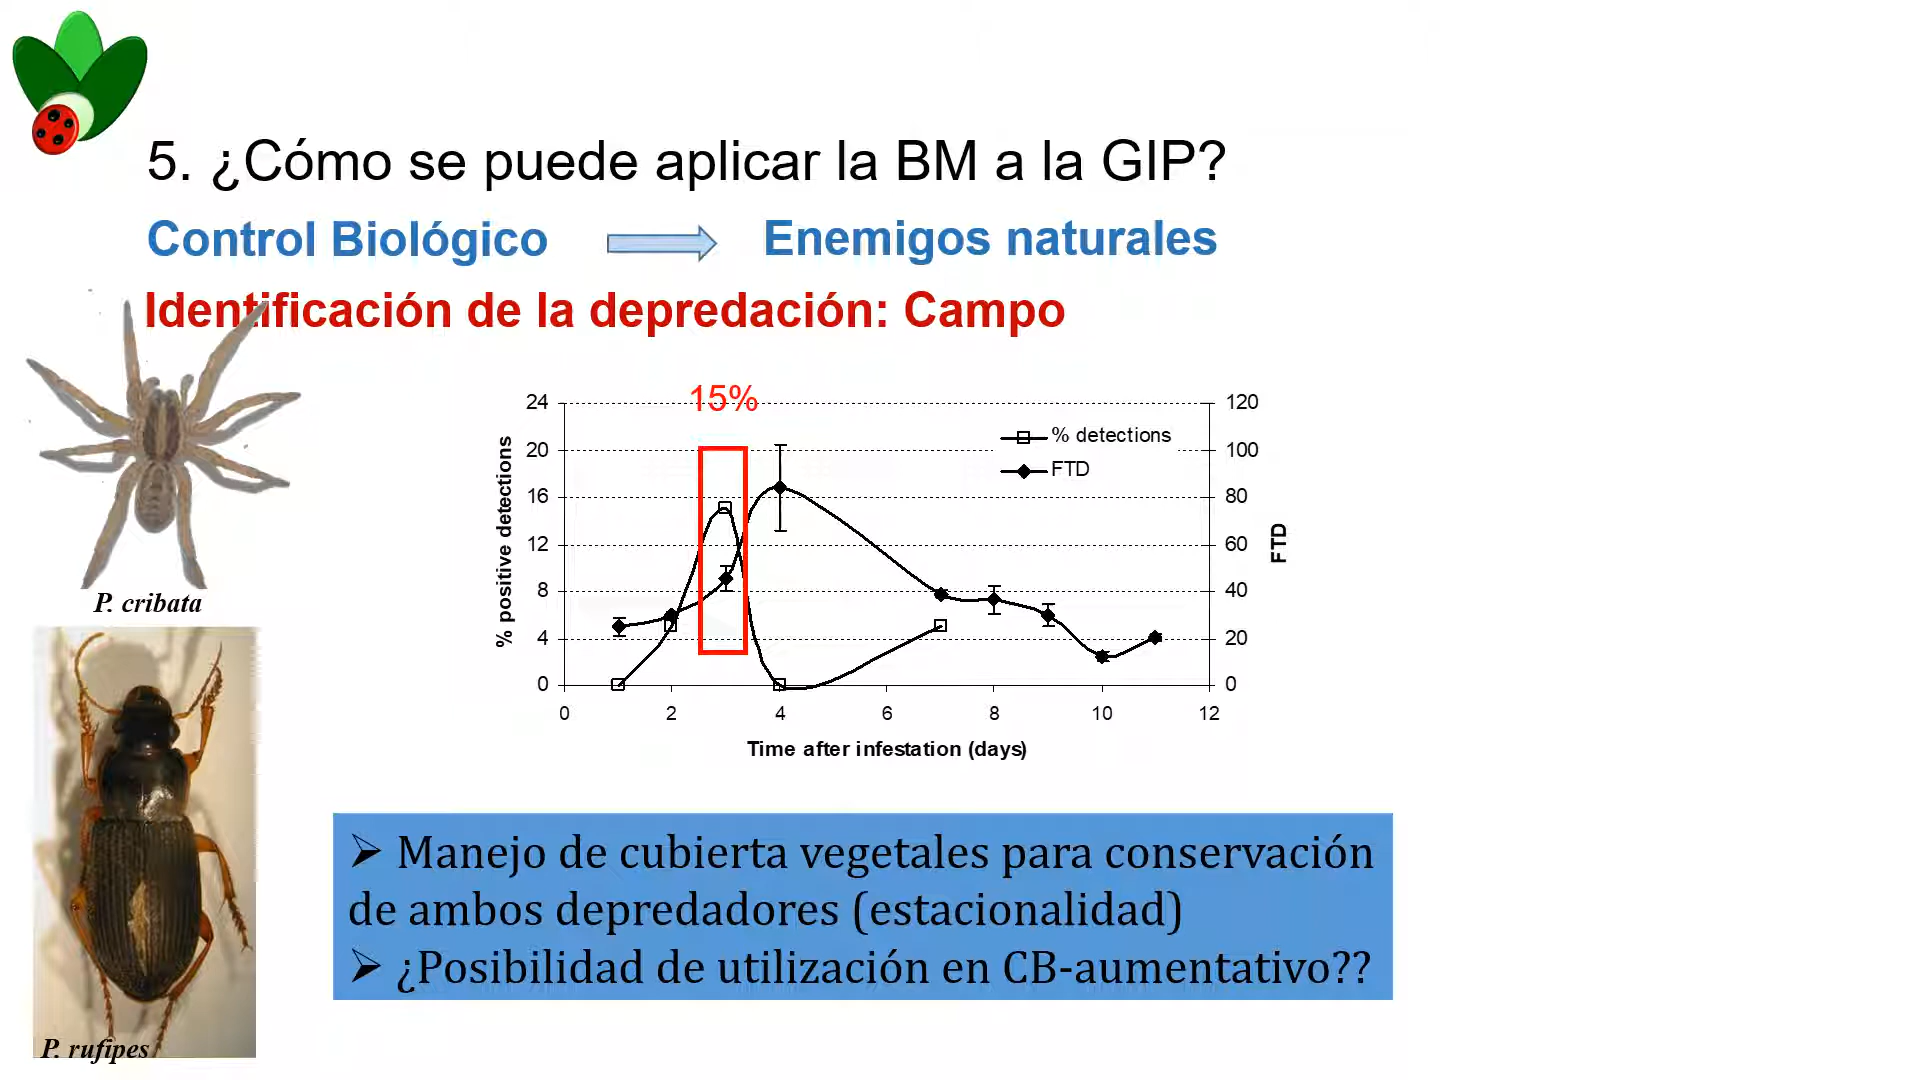 5. ¿Cómo se puede aplicar la BM a la GIP?
Control Biológico
Enemigos naturales
Identificación de la depredación: Campo
P. cribata
P. rufipes
15%
24
20
16
12
8
4
0
% positive detections
% detections
FTD
120
100
80
60
40
20
0
FTD
0 2 4 6 8 10 12
Time after infestation (days)
➢ Manejo de cubierta vegetales para conservación
de ambos depredadores (estacionalidad)
➢ ¿Posibilidad de utilización en CB-aumentativo??